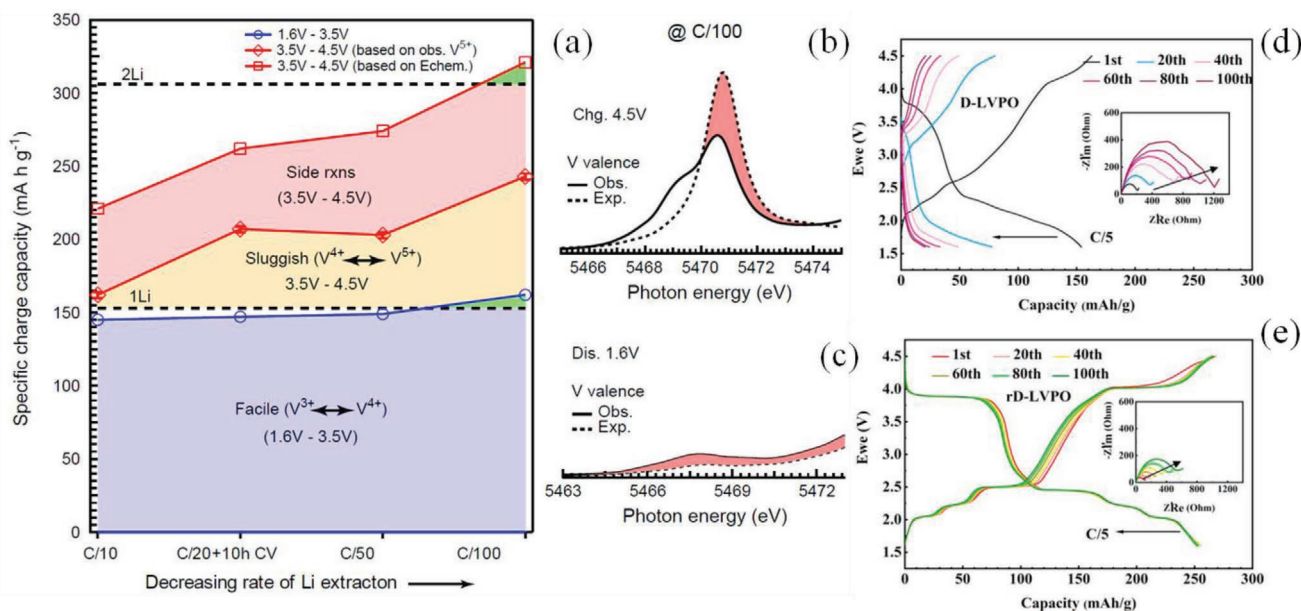 350
300
250
200
150
100
50
0
Specific charge capacity (mA h g⁻¹)
1.6V - 3.5V
3.5V - 4.5V (based on obs. V⁵⁺)
3.5V - 4.5V (based on Echem.)
2Li
Side rxns
(3.5V - 4.5V)
Sluggish (V⁴⁺ ◄─► V⁵⁺)
3.5V - 4.5V
1Li
Facile (V³⁺ ◄─► V⁴⁺)
(1.6V - 3.5V)
C/10 C/20+10h CV C/50 C/100
Decreasing rate of Li extracton
(a)
@ C/100
(b)
Chg. 4.5V
V valence
Obs.
Exp.
5466 5468 5470 5472 5474
Photon energy (eV)
(c)
Dis. 1.6V
V valence
Obs.
Exp.
5463 5466 5469 5472
Photon energy (eV)
(d)
4.5
4.0
3.5
3.0
2.5
2.0
1.5
Ewe (V)
1st 20th 40th
60th 80th 100th
D-LVPO
600
400
200
0
-ZIm (Ohm)
0 400 800 1200
ZRe (Ohm)
C/5
0 50 100 150 200 250 300
Capacity (mAh/g)
(e)
4.5
4.0
3.5
3.0
2.5
2.0
1.5
Ewe (V)
1st 20th 40th
60th 80th 100th
rD-LVPO
600
400
200
0
-ZIm (Ohm)
0 400 800 1200
ZRe (Ohm)
C/5
0 50 100 150 200 250 300
Capacity (mAh/g)